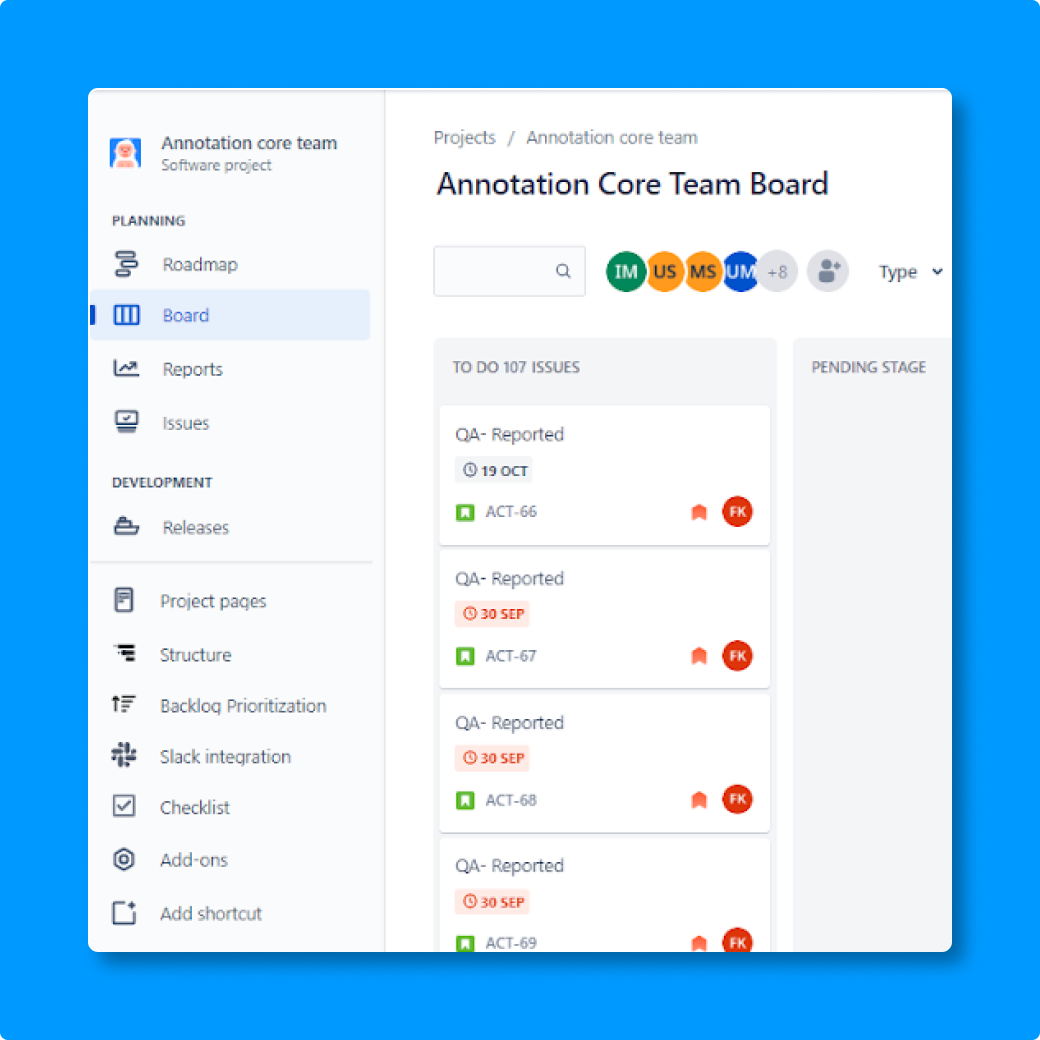 Annotation core team
Software project
PLANNING
Roadmap
Board
Reports
Issues
DEVELOPMENT
Releases
Project pages
Structure
Backlog Prioritization
Slack integration
Checklist
Add-ons
Add shortcut
Projects / Annotation core team
Annotation Core Team Board
IM US MS UM +8 Type
TO DO 107 ISSUES
QA- Reported
19 OCT
ACT-66 FK
QA- Reported
30 SEP
ACT-67 FK
QA- Reported
30 SEP
ACT-68 FK
QA- Reported
30 SEP
ACT-69 FK
PENDING STAGE